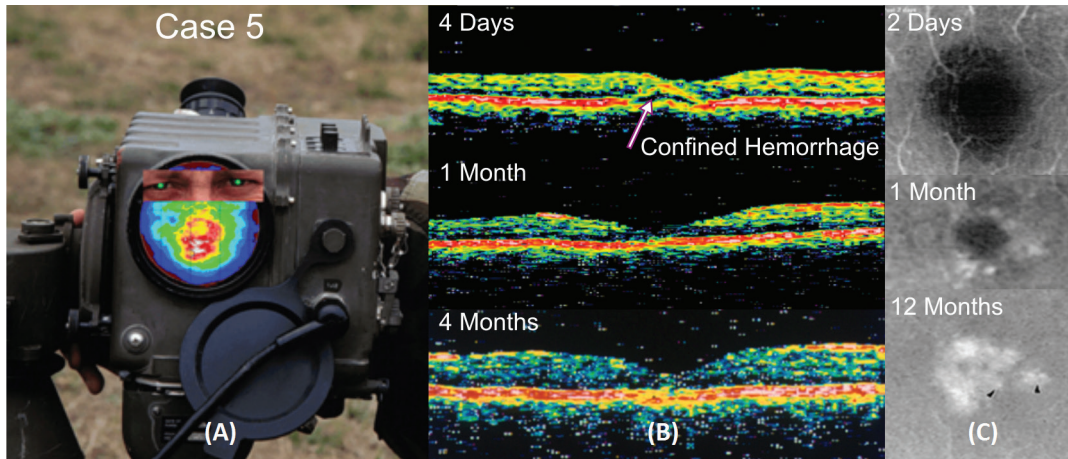 Case 5
(A)
4 Days
Confined Hemorrhage
1 Month
4 Months
(B)
2 Days
1 Month
12 Months
(C)